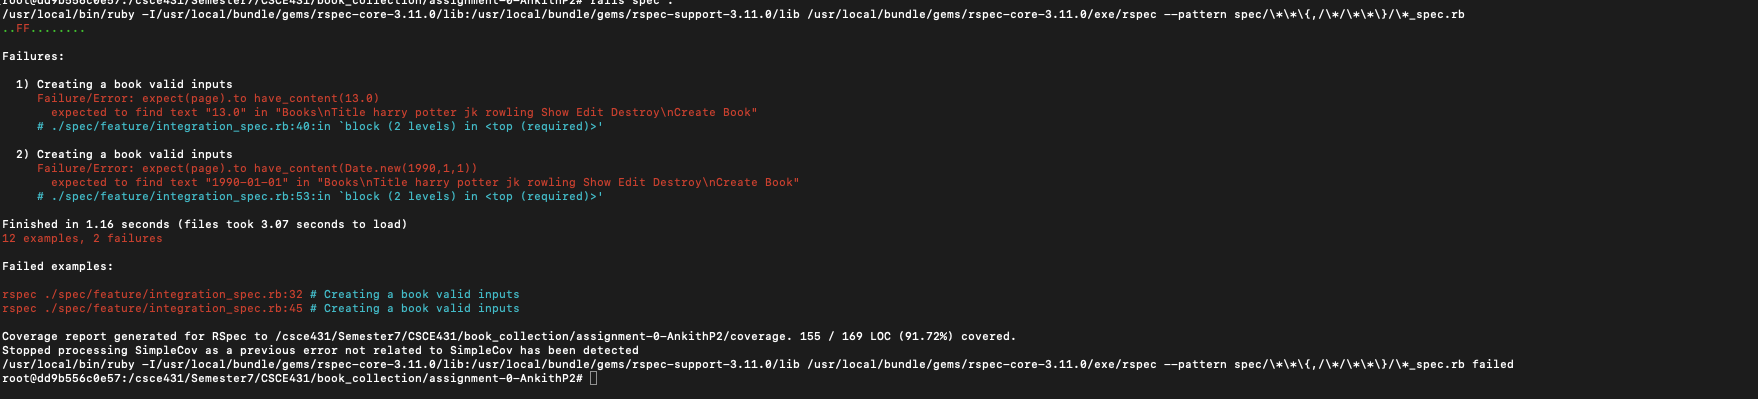 root@dd9b556c0e57:/csce431/Semester7/CSCE431/book_collection/assignment-0-AnkithP2# rails spec .
/usr/local/bin/ruby -I/usr/local/bundle/gems/rspec-core-3.11.0/lib:/usr/local/bundle/gems/rspec-support-3.11.0/lib /usr/local/bundle/gems/rspec-core-3.11.0/exe/rspec --pattern spec/\*\*\{,/\*/\*\*\}/\*_spec.rb
..FF........
Failures:
1) Creating a book valid inputs
Failure/Error: expect(page).to have_content(13.0)
expected to find text "13.0" in "Books\nTitle harry potter jk rowling Show Edit Destroy\nCreate Book"
# ./spec/feature/integration_spec.rb:40:in `block (2 levels) in <top (required)>'
2) Creating a book valid inputs
Failure/Error: expect(page).to have_content(Date.new(1990,1,1))
expected to find text "1990-01-01" in "Books\nTitle harry potter jk rowling Show Edit Destroy\nCreate Book"
# ./spec/feature/integration_spec.rb:53:in `block (2 levels) in <top (required)>'
Finished in 1.16 seconds (files took 3.07 seconds to load)
12 examples, 2 failures
Failed examples:
rspec ./spec/feature/integration_spec.rb:32 # Creating a book valid inputs
rspec ./spec/feature/integration_spec.rb:45 # Creating a book valid inputs
Coverage report generated for RSpec to /csce431/Semester7/CSCE431/book_collection/assignment-0-AnkithP2/coverage. 155 / 169 LOC (91.72%) covered.
Stopped processing SimpleCov as a previous error not related to SimpleCov has been detected
/usr/local/bin/ruby -I/usr/local/bundle/gems/rspec-core-3.11.0/lib:/usr/local/bundle/gems/rspec-support-3.11.0/lib /usr/local/bundle/gems/rspec-core-3.11.0/exe/rspec --pattern spec/\*\*\{,/\*/\*\*\}/\*_spec.rb failed
root@dd9b556c0e57:/csce431/Semester7/CSCE431/book_collection/assignment-0-AnkithP2#